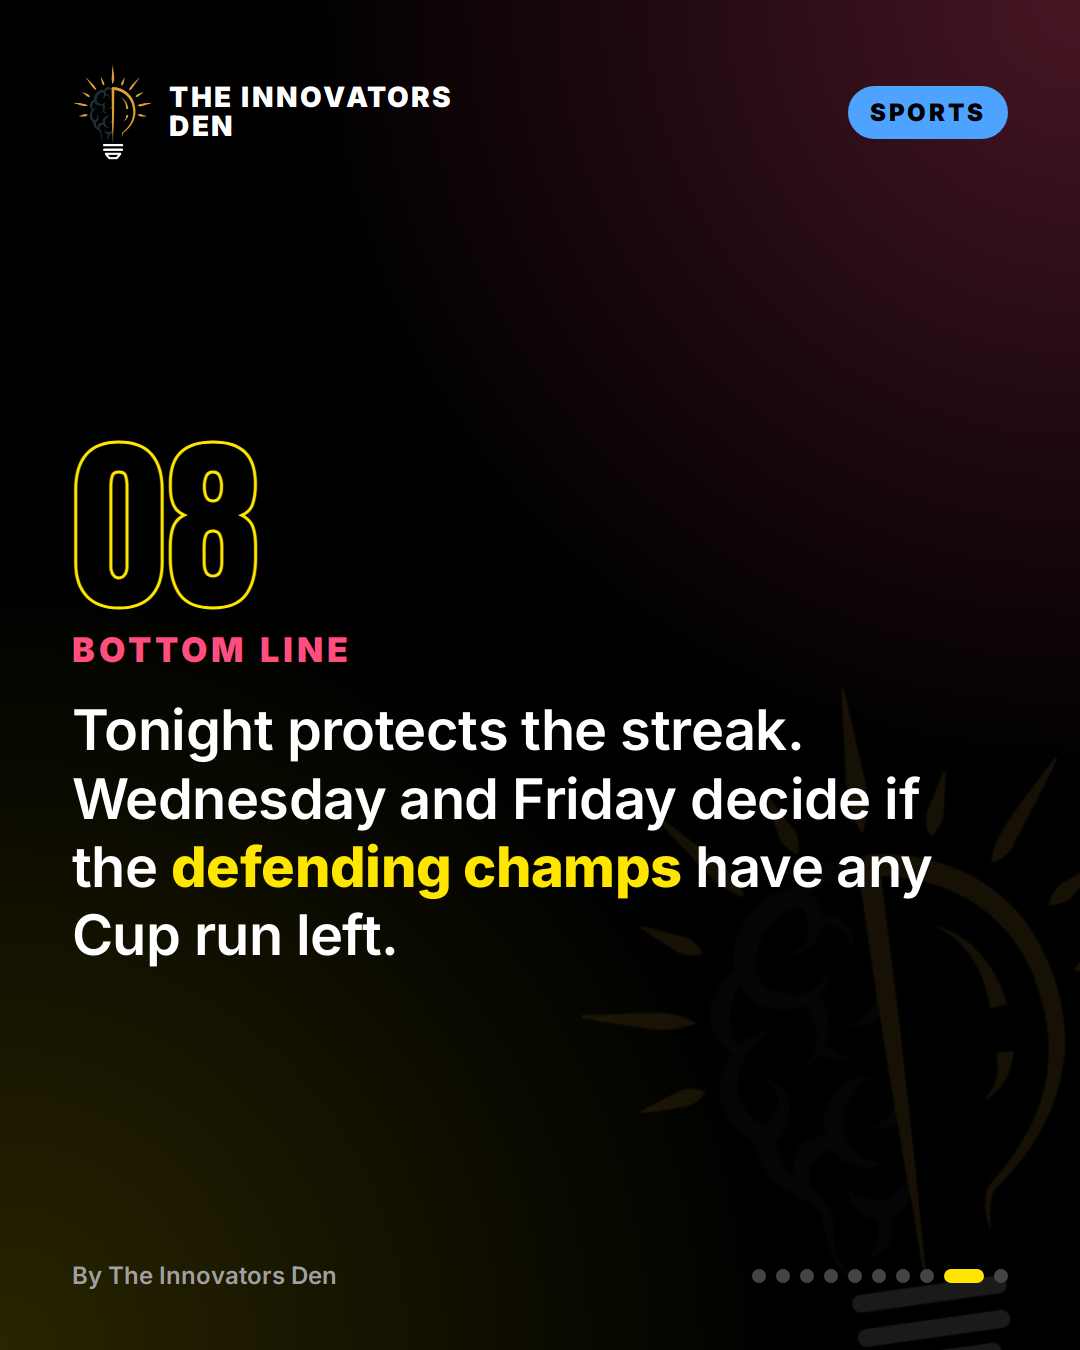 THE INNOVATORS
DEN
SPORTS
08
BOTTOM LINE
Tonight protects the streak.
Wednesday and Friday decide if
the defending champs have any
Cup run left.
By The Innovators Den